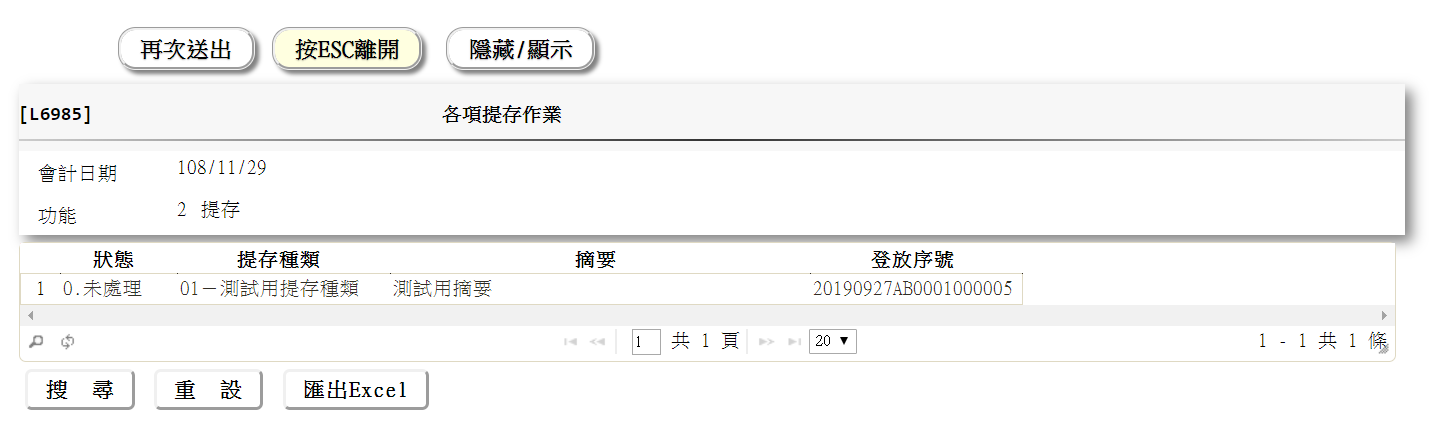 再次送出 按ESC離開 隱藏/顯示
[L6985] 各項提存作業
會計日期 108/11/29
功能 2 提存
狀態 提存種類 摘要 登放序號
1 0.未處理 01－測試用提存種類 測試用摘要 20190927AB0001000005
1 共 1 頁 20 1 - 1 共 1 條
搜 尋 重 設 匯出Excel